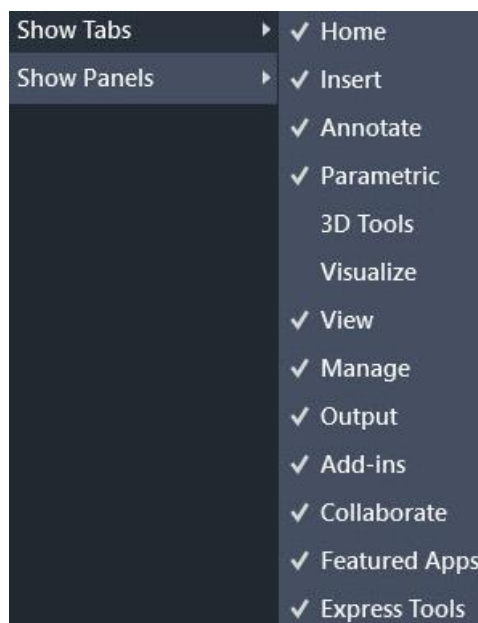 Show Tabs
Show Panels
Home
Insert
Annotate
Parametric
3D Tools
Visualize
View
Manage
Output
Add-ins
Collaborate
Featured Apps
Express Tools